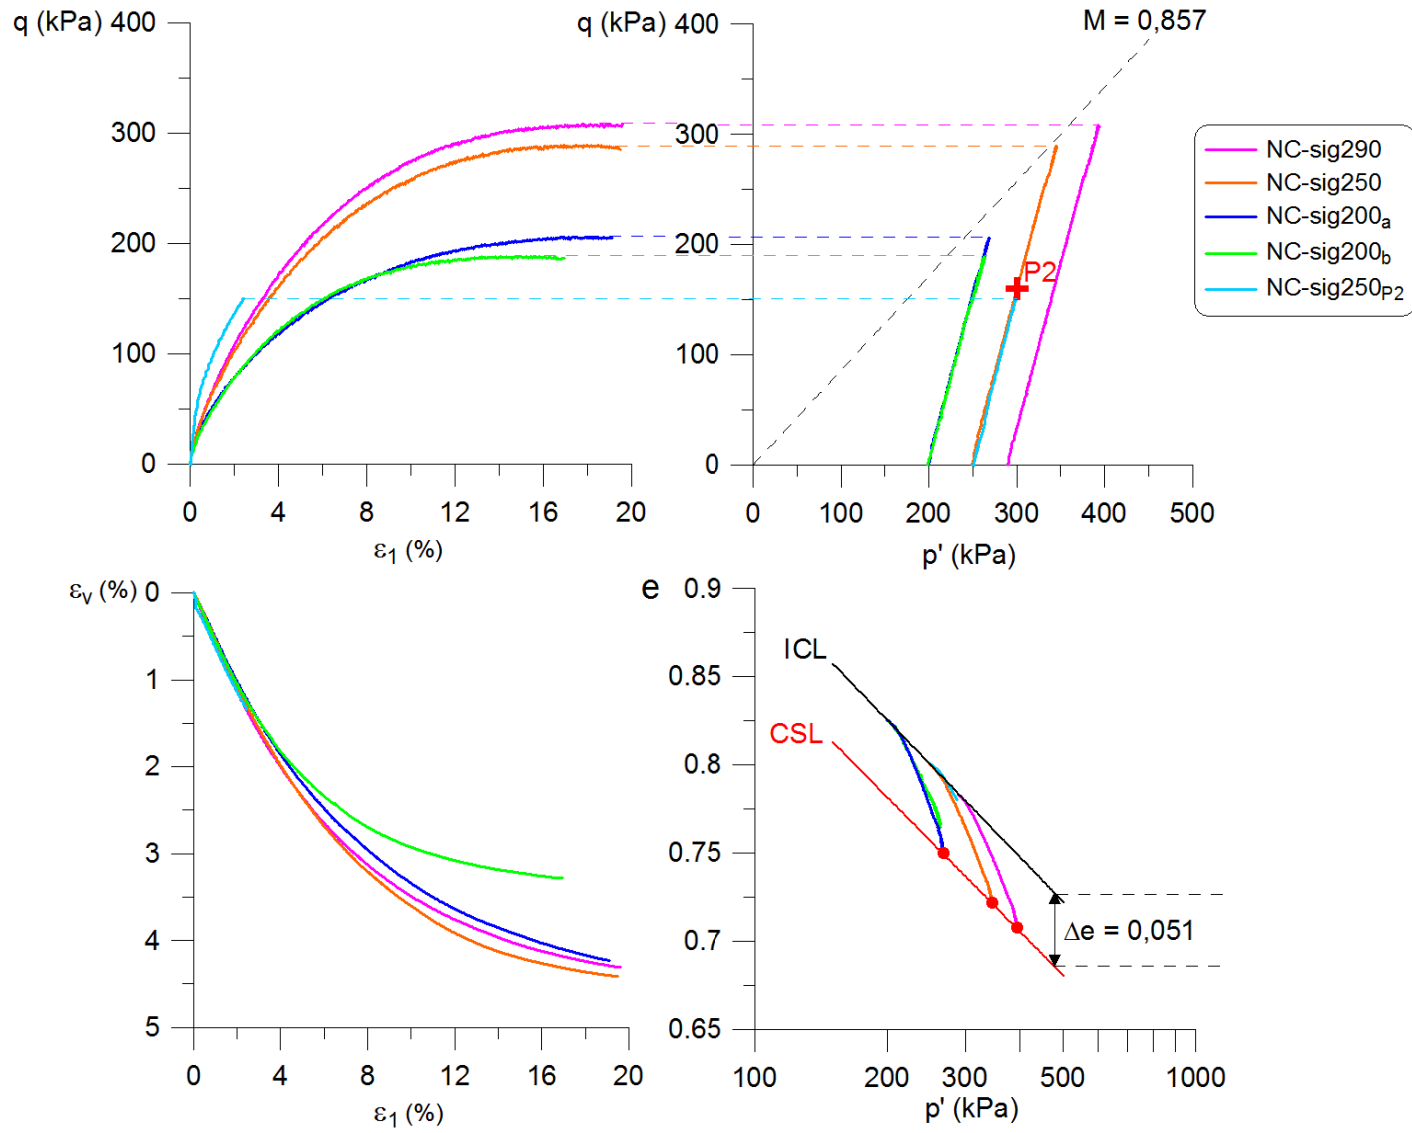 q (kPa) 400
300
200
100
0
0 4 8 12 16 20
ε1 (%)
q (kPa) 400
300
200
100
0
0 100 200 300 400 500
p' (kPa)
M = 0,857
P2
NC-sig290
NC-sig250
NC-sig200a
NC-sig200b
NC-sig250P2
εv (%) 0
1
2
3
4
5
0 4 8 12 16 20
ε1 (%)
e 0.9
0.85
0.8
0.75
0.7
0.65
100 200 300 500 1000
p' (kPa)
ICL
CSL
Δe = 0,051